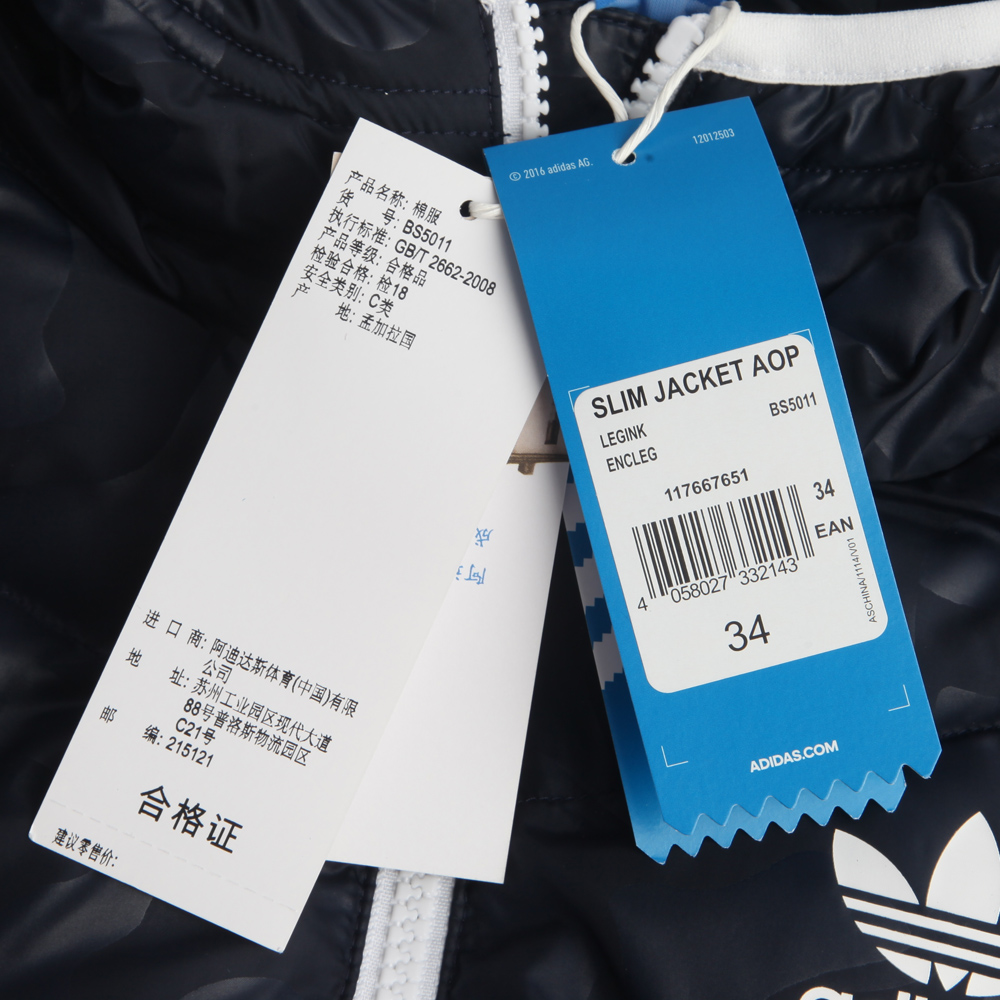 产品名称: 棉服
货 号: BS5011
执行标准: GB/T 2662-2008
产品等级: 合格品
检验合格: 检18
安全类别: C类
产 地: 孟加拉国
进 口 商: 阿迪达斯体育(中国)有限
公司
地 址: 苏州工业园区现代大道
88号普洛斯物流园区
C21号
邮 编: 215121
合格证
建议零售价:
成
阿
© 2016 adidas AG.
12012503
SLIM JACKET AOP
BS5011
LEGINK
ENCLEG
117667651
34
EAN
4 058027 332143
ASCHINA/1114/V01
34
ADIDAS.COM